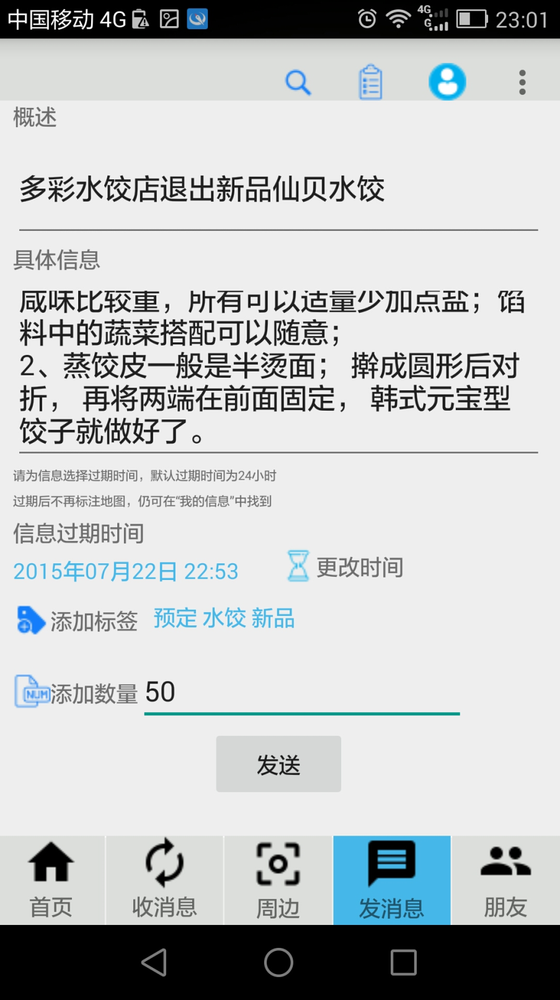 中国移动 4G
4G
G
23:01
概述
多彩水饺店退出新品仙贝水饺
具体信息
咸味比较重，所有可以适量少加点盐；馅
料中的蔬菜搭配可以随意；
2、蒸饺皮一般是半烫面； 擀成圆形后对
折， 再将两端在前面固定， 韩式元宝型
饺子就做好了。
请为信息选择过期时间，默认过期时间为24小时
过期后不再标注地图，仍可在“我的信息”中找到
信息过期时间
2015年07月22日 22:53
更改时间
添加标签 预定 水饺 新品
NUM 添加数量 50
发送
首页
收消息
周边
发消息
朋友